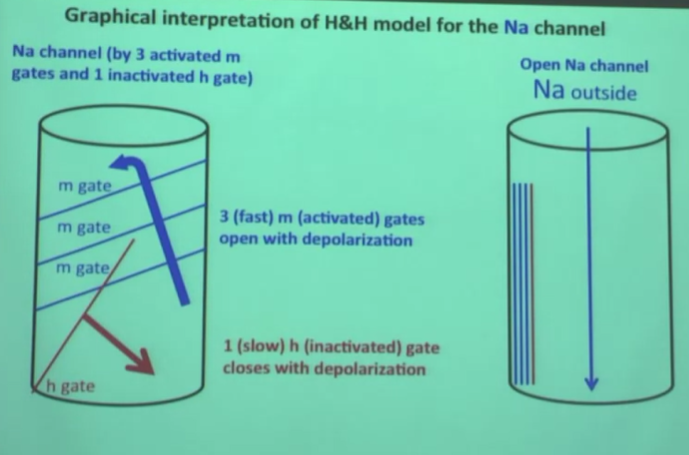 Graphical interpretation of H&H model for the Na channel
Na channel (by 3 activated m
gates and 1 inactivated h gate)
m gate
m gate
m gate
h gate
3 (fast) m (activated) gates
open with depolarization
1 (slow) h (inactivated) gate
closes with depolarization
Open Na channel
Na outside